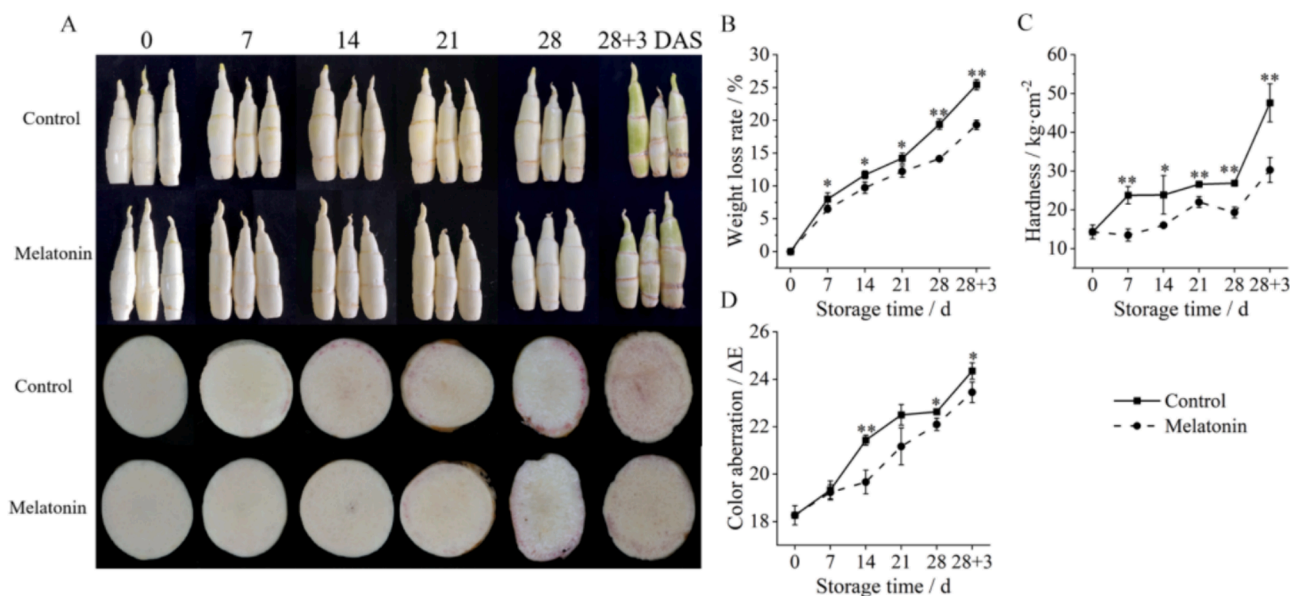 A
0 7 14 21 28 28+3 DAS
Control
Melatonin
Control
Melatonin
B
Weight loss rate / %
30
25
20
15
10
5
0
* * * ** **
0 7 14 21 28 28+3
Storage time / d
C
Hardness / kg·cm⁻²
60
50
40
30
20
10
** * ** ** **
0 7 14 21 28 28+3
Storage time / d
D
Color aberration / ΔE
26
24
22
20
18
** * *
0 7 14 21 28 28+3
Storage time / d
Control
Melatonin